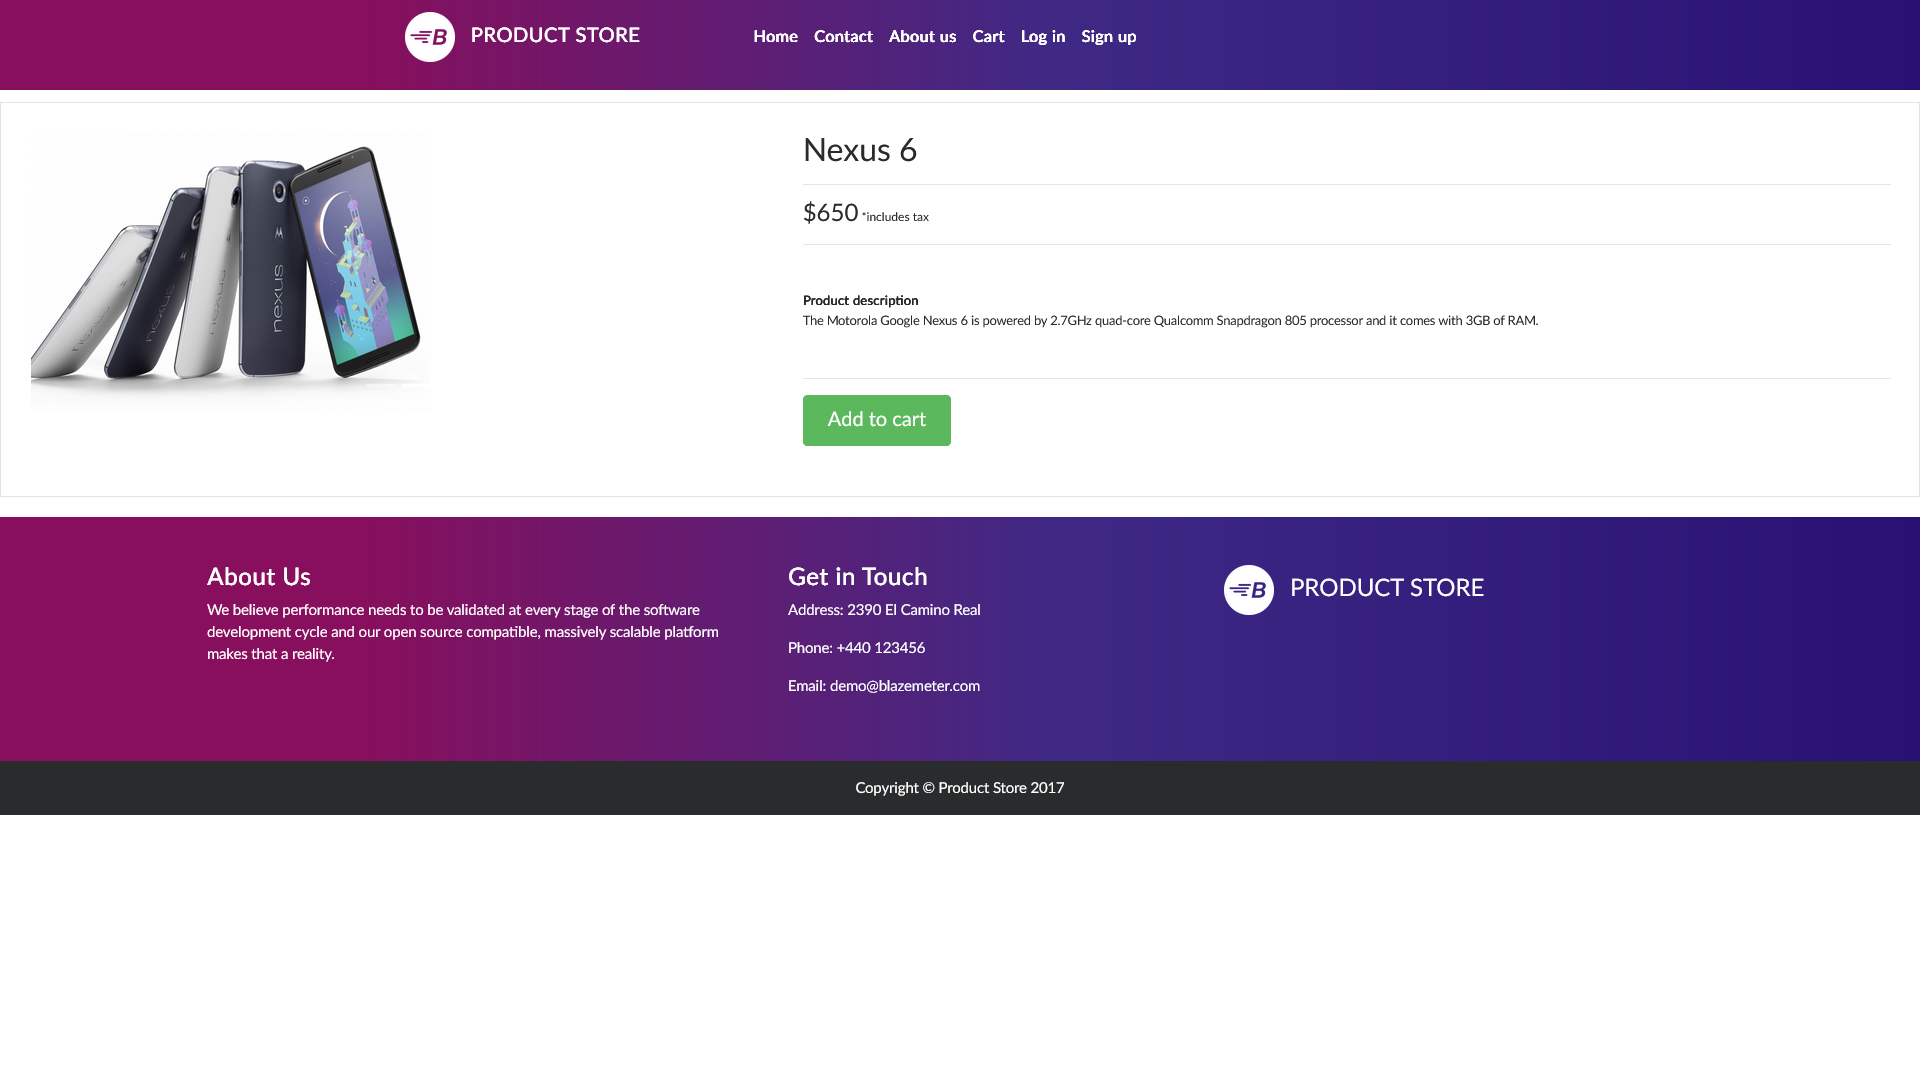 B PRODUCT STORE
Home Contact About us Cart Log in Sign up
nexus
nexus
nexus
nexus
Nexus 6
$650 *includes tax
Product description
The Motorola Google Nexus 6 is powered by 2.7GHz quad-core Qualcomm Snapdragon 805 processor and it comes with 3GB of RAM.
Add to cart
About Us
We believe performance needs to be validated at every stage of the software
development cycle and our open source compatible, massively scalable platform
makes that a reality.
Get in Touch
Address: 2390 El Camino Real
Phone: +440 123456
Email: demo@blazemeter.com
B PRODUCT STORE
Copyright © Product Store 2017